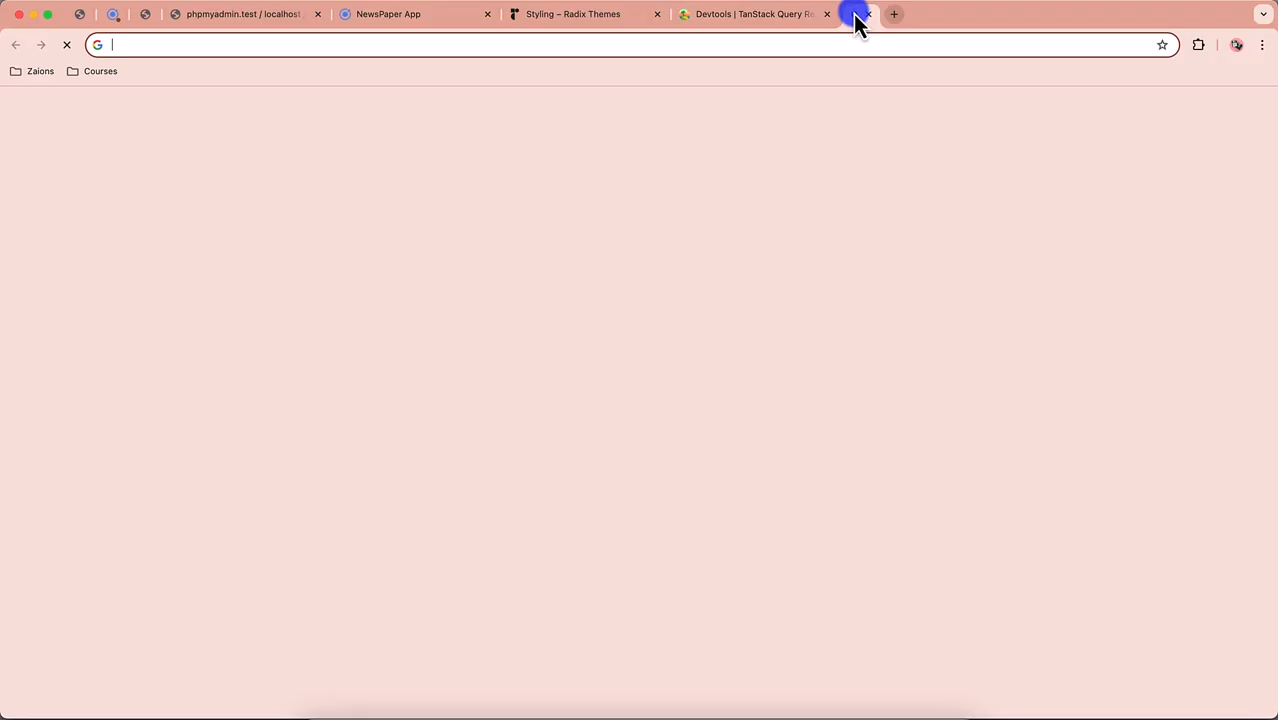 phpmyadmin.test / localhost
NewsPaper App
Styling – Radix Themes
Devtools | TanStack Query Re
Zaions
Courses